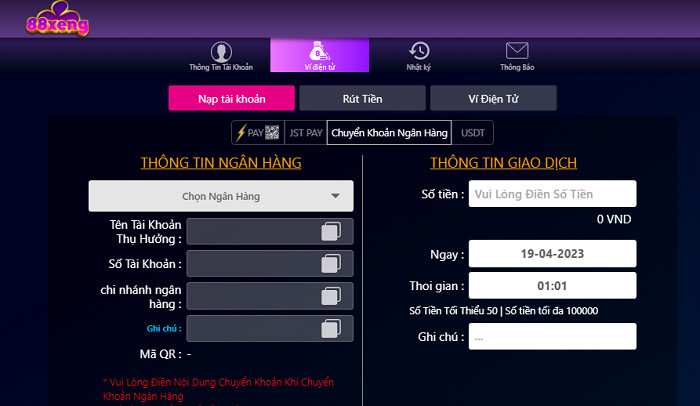 88xeng
Thông Tin Tài Khoản
Ví điện tử
Nhật ký
Thông Báo
Nạp tài khoản
Rút Tiền
Ví Điện Tử
PAY
JST PAY
Chuyển Khoản Ngân Hàng
USDT
THÔNG TIN NGÂN HÀNG
Chọn Ngân Hàng
Tên Tài Khoản
Thụ Hưởng :
Số Tài Khoản :
chi nhánh ngân
hàng :
Ghi chú :
Mã QR : -
* Vui Lòng Điền Nội Dung Chuyển Khoản Khi Chuyển
Khoản Ngân Hàng
THÔNG TIN GIAO DỊCH
Số tiền : Vui Lòng Điền Số Tiền
0 VND
Ngay : 19-04-2023
Thoi gian : 01:01
Số Tiền Tối Thiểu 50 | Số tiền tối đa 100000
Ghi chú : ...